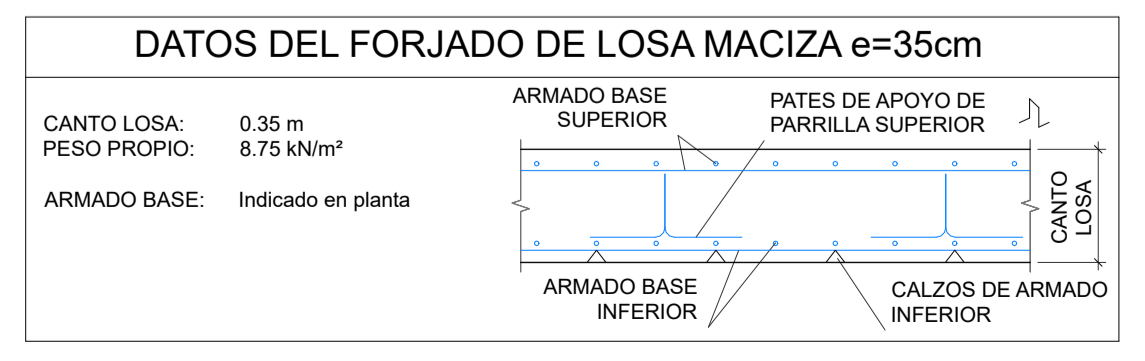 DATOS DEL FORJADO DE LOSA MACIZA e=35cm
CANTO LOSA: 0.35 m
PESO PROPIO: 8.75 kN/m²
ARMADO BASE: Indicado en planta
ARMADO BASE
SUPERIOR
PATES DE APOYO DE
PARRILLA SUPERIOR
CANTO
LOSA
ARMADO BASE
INFERIOR
CALZOS DE ARMADO
INFERIOR